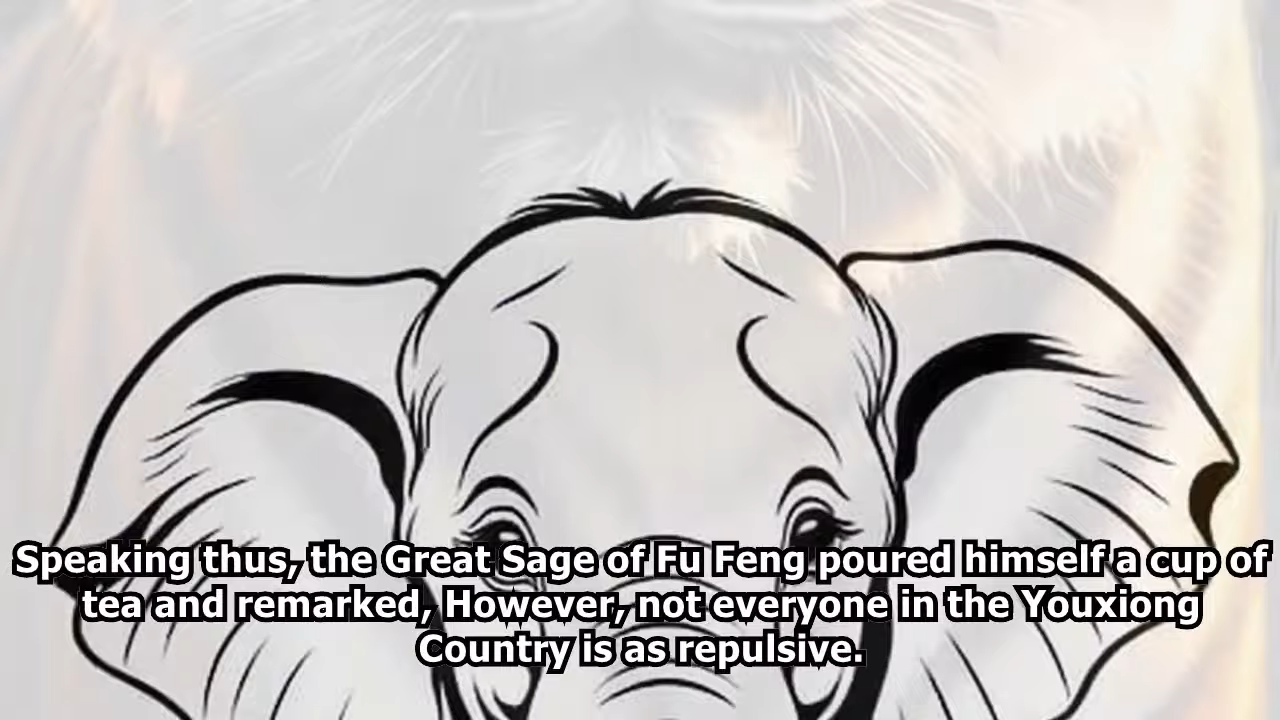 Speaking thus, the Great Sage of Fu Feng poured himself a cup of
tea and remarked, However, not everyone in the Youxiong
Country is as repulsive.